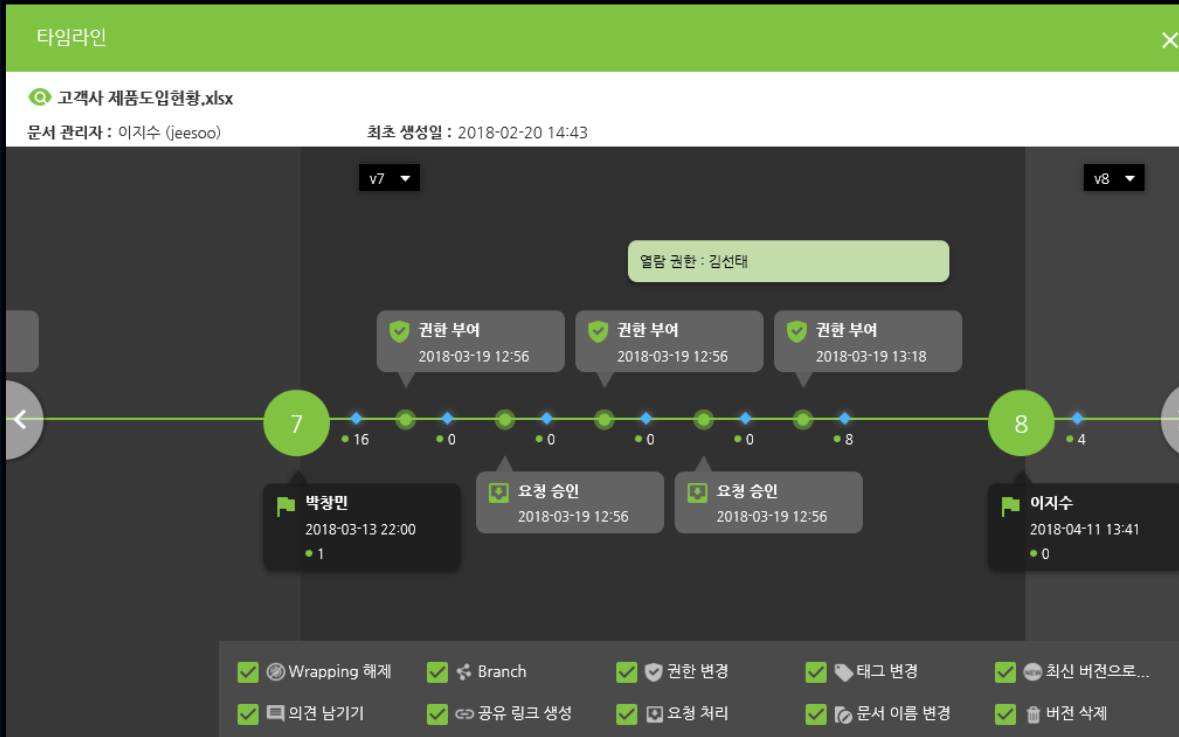 타임라인
고객사 제품도입현황.xlsx
문서 관리자 : 이지수 (jeesoo) 최초 생성일 : 2018-02-20 14:43
v7 v8
열람 권한 : 김선태
권한 부여 권한 부여 권한 부여
2018-03-19 12:56 2018-03-19 12:56 2018-03-19 13:18
7 8
16 0 0 0 0 8 4
박창민 요청 승인 요청 승인 이지수
2018-03-13 22:00 2018-03-19 12:56 2018-03-19 12:56 2018-04-11 13:41
1 0
Wrapping 해제 Branch 권한 변경 태그 변경 NEW 최신 버전으로...
의견 남기기 공유 링크 생성 요청 처리 문서 이름 변경 버전 삭제